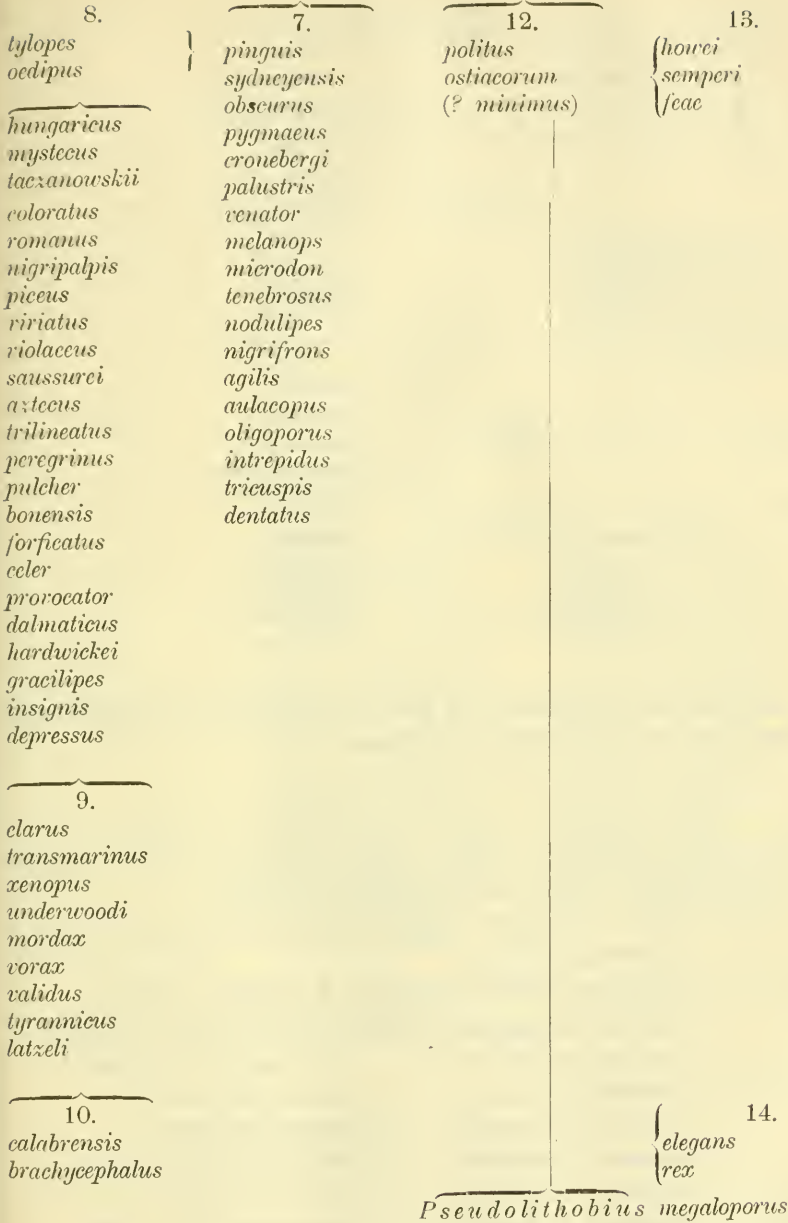 8.
tylopes
oedipus
hungaricus
mystecus
taczanowskii
coloratus
romanus
nigripalpis
piceus
viriatus
violaceus
saussurei
aztecus
trilineatus
peregrinus
pulcher
bonensis
forficatus
celer
provocator
dalmaticus
hardwickei
gracilipes
insignis
depressus
9.
clarus
transmarinus
xenopus
underwoodi
mordax
vorax
validus
tyrannicus
latzeli
10.
calabrensis
brachycephalus
7.
pinguis
sydneyensis
obscurus
pygmaeus
cronebergi
palustris
venator
melanops
microdon
tenebrosus
nodulipes
nigrifrons
agilis
aulacopus
oligoporus
intrepidus
tricuspis
dentatus
12.
politus
ostiacorum
(? minimus)
13.
howei
semperi
feae
14.
elegans
rex
Pseudolithobius megaloporus